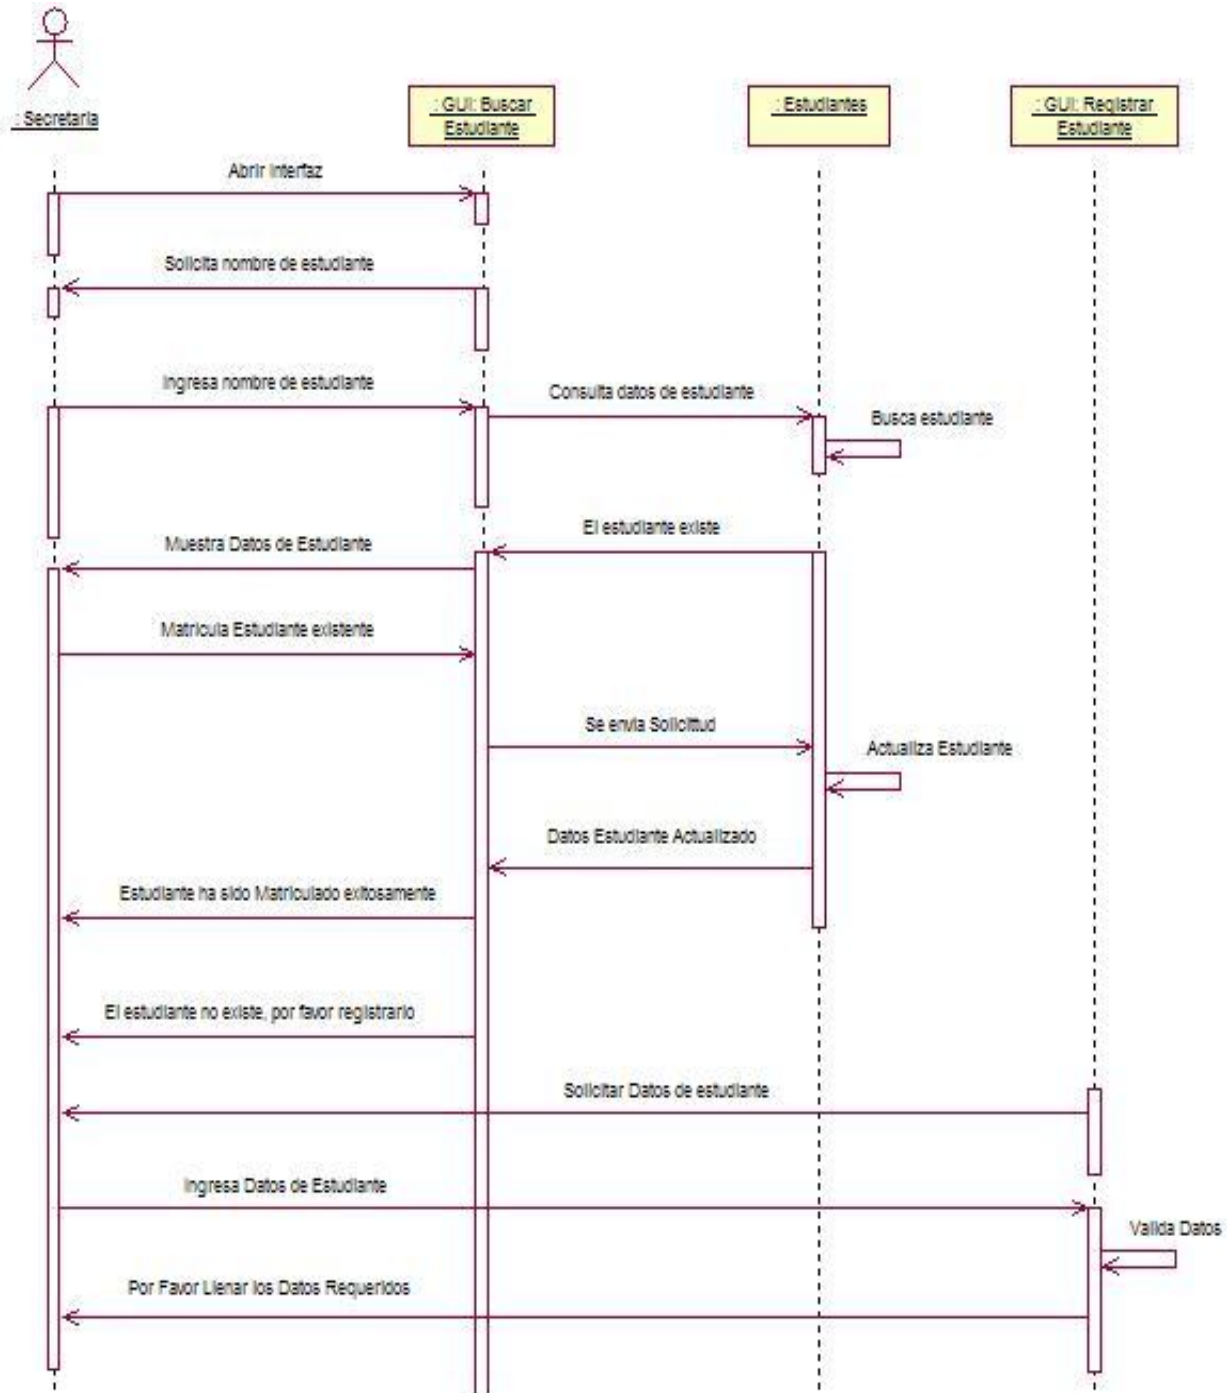 : Secretaria
: GUI: Buscar
Estudiante
: Estudiantes
: GUI: Registrar
Estudiante
Abrir Interfaz
Solicita nombre de estudiante
Ingresa nombre de estudiante
Consulta datos de estudiante
Busca estudiante
El estudiante existe
Muestra Datos de Estudiante
Matricula Estudiante existente
Se envia Solicittud
Actualiza Estudiante
Datos Estudiante Actualizado
Estudiante ha sido Matriculado exitosamente
El estudiante no existe, por favor registrarlo
Solicitar Datos de estudiante
Ingresa Datos de Estudiante
Valida Datos
Por Favor Llenar los Datos Requeridos